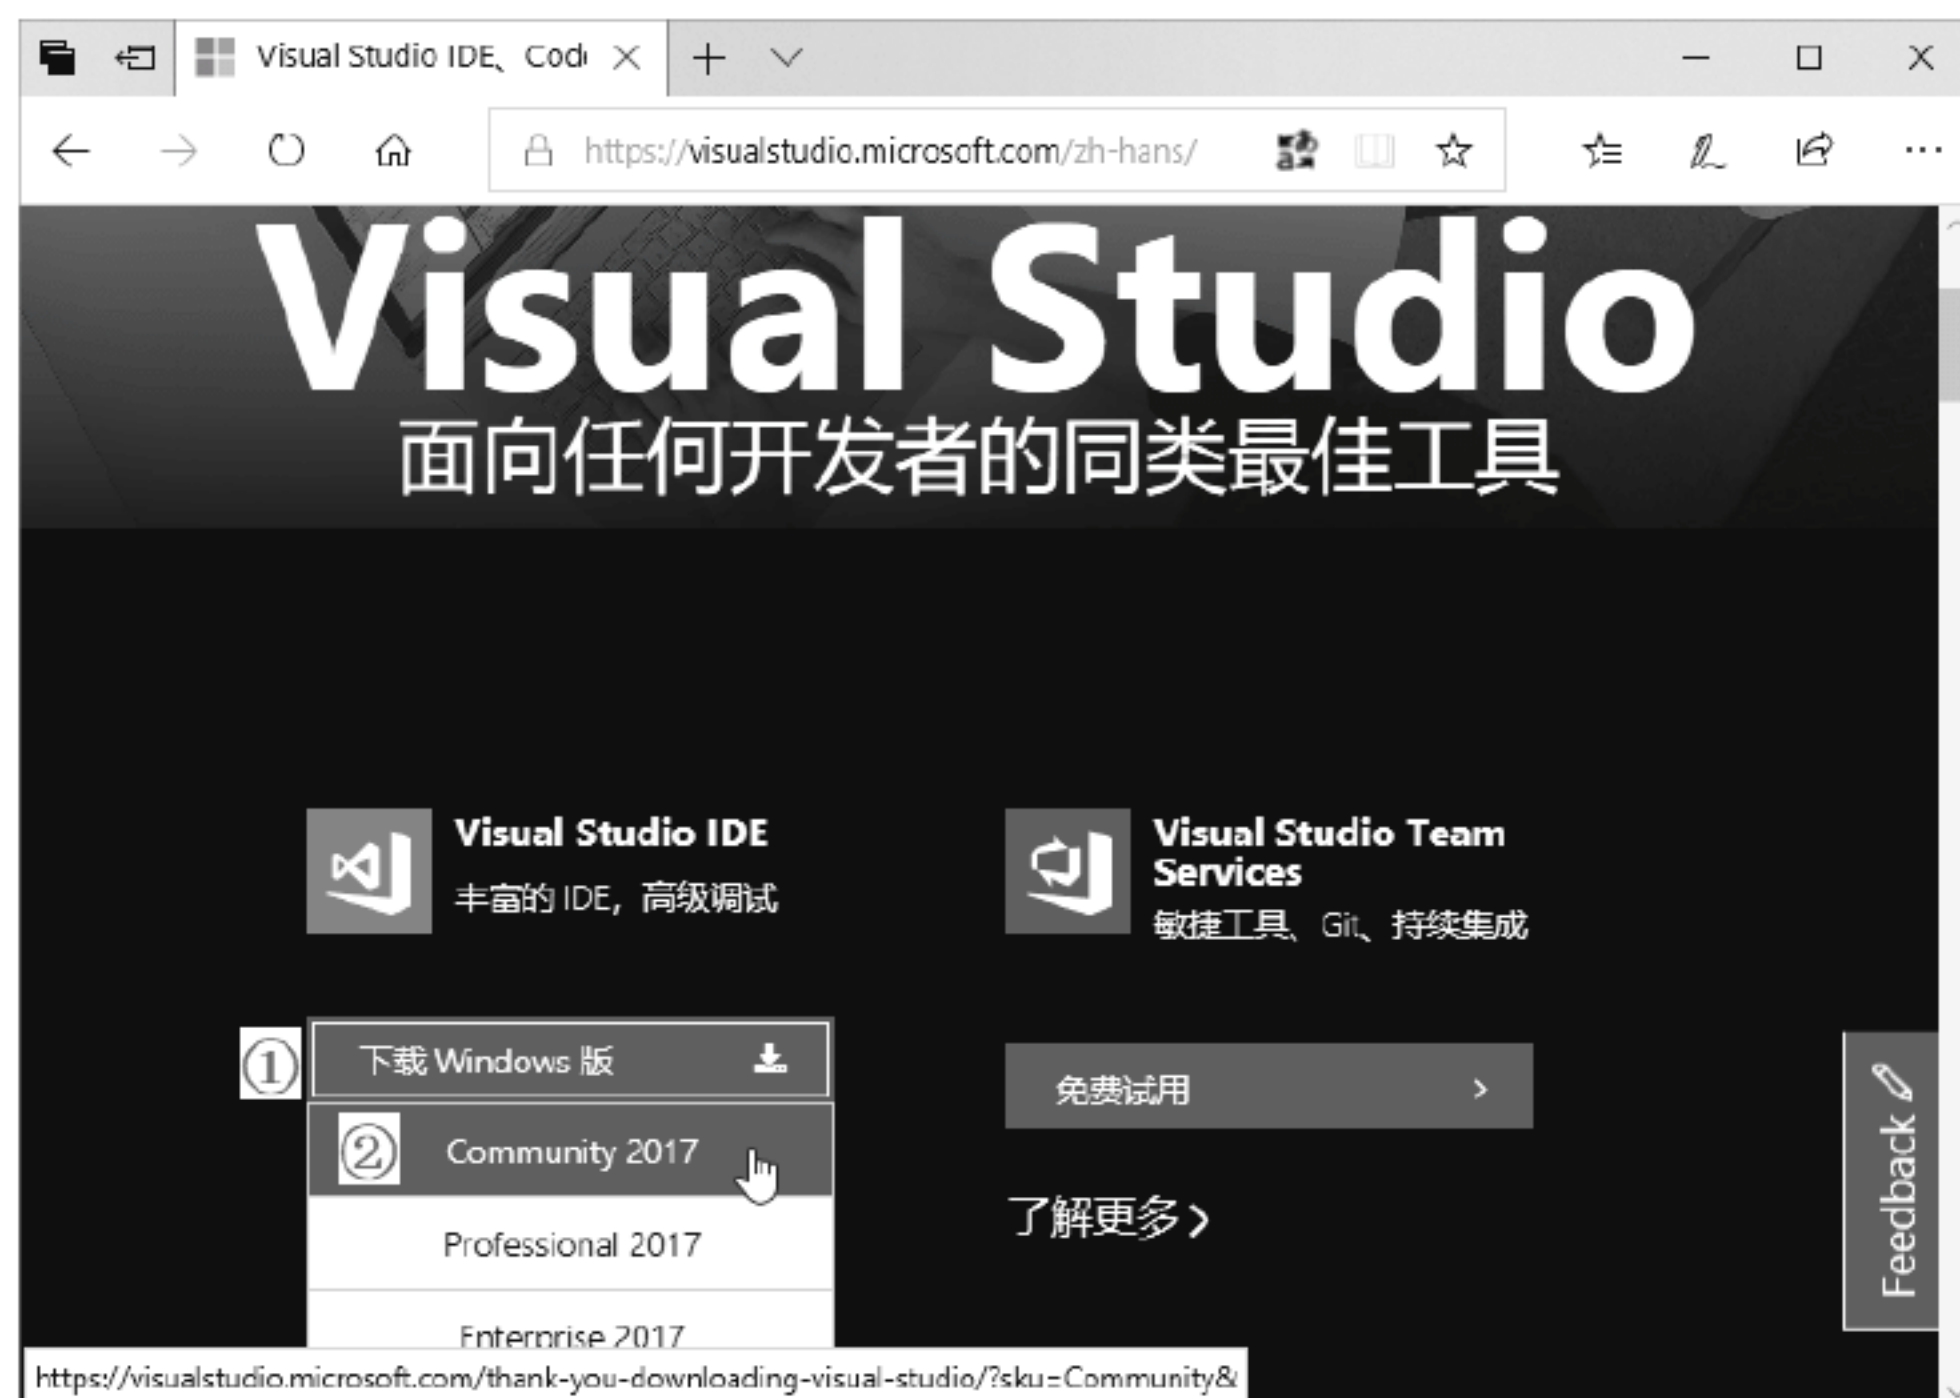 Visual Studio IDE、Cod
https://visualstudio.microsoft.com/zh-hans/
Visual Studio
面向任何开发者的同类最佳工具
Visual Studio IDE
丰富的 IDE，高级调试
Visual Studio Team
Services
敏捷工具、Git、持续集成
① 下载 Windows 版
② Community 2017
Professional 2017
Enterprise 2017
免费试用
了解更多
Feedback
https://visualstudio.microsoft.com/thank-you-downloading-visual-studio/?sku=Community&